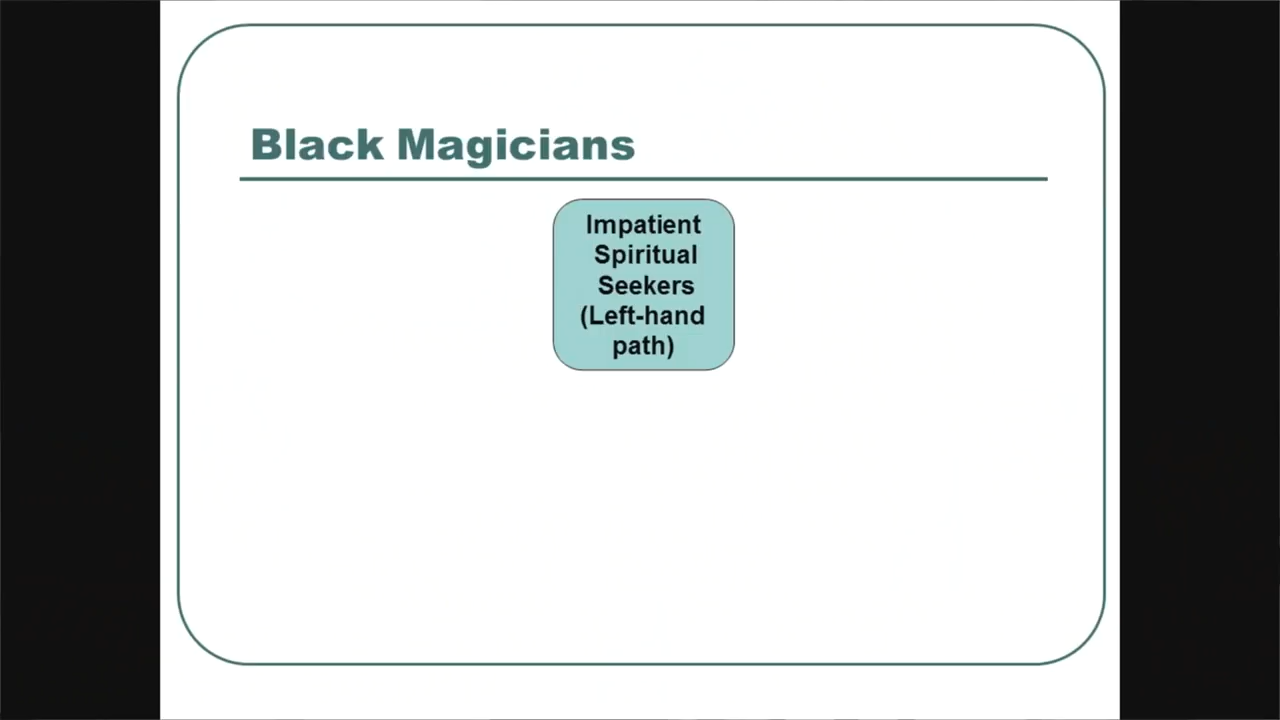 Black Magicians
Impatient
Spiritual
Seekers
(Left-hand
path)